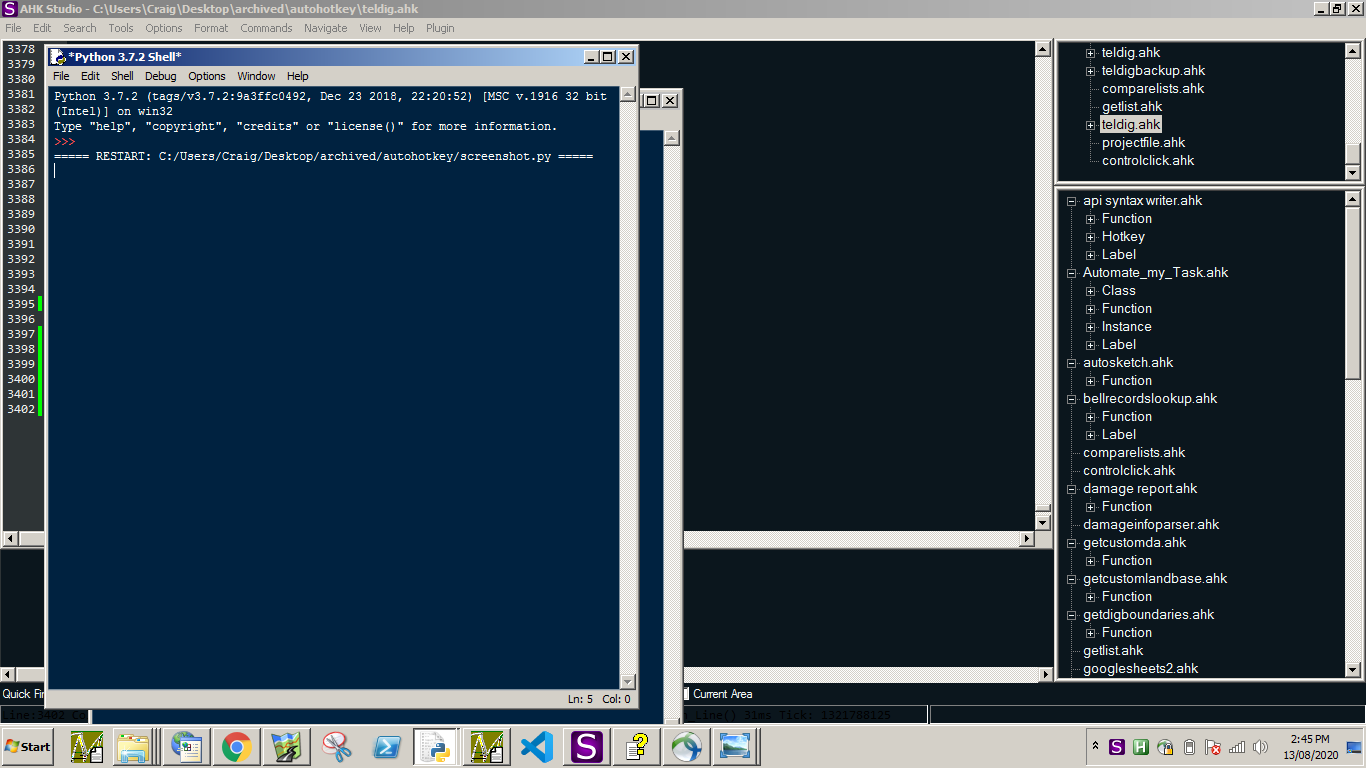 AHK Studio - C:\Users\Craig\Desktop\archived\autohotkey\teldig.ahk
File Edit Search Tools Options Format Commands Navigate View Help Plugin
3378
3379
3380
3381
3382
3383
3384
3385
3386
3387
3388
3389
3390
3391
3392
3393
3394
3395
3396
3397
3398
3399
3400
3401
3402
*Python 3.7.2 Shell*
File Edit Shell Debug Options Window Help
Python 3.7.2 (tags/v3.7.2:9a3ffc0492, Dec 23 2018, 22:20:52) [MSC v.1916 32 bit
(Intel)] on win32
Type "help", "copyright", "credits" or "license()" for more information.
>>>
===== RESTART: C:/Users/Craig/Desktop/archived/autohotkey/screenshot.py =====
Ln: 5 Col: 0
teldig.ahk
teldigbackup.ahk
comparelists.ahk
getlist.ahk
teldig.ahk
projectfile.ahk
controlclick.ahk
api syntax writer.ahk
Function
Hotkey
Label
Automate_my_Task.ahk
Class
Function
Instance
Label
autosketch.ahk
Function
bellrecordslookup.ahk
Function
Label
comparelists.ahk
controlclick.ahk
damage report.ahk
Function
damageinfoparser.ahk
getcustomda.ahk
Function
getcustomlandbase.ahk
Function
getdigboundaries.ahk
Function
getlist.ahk
googlesheets2.ahk
Quick Fi
Current Area
Line:3402 Co
Line() 31ms Tick: 1321788125
Start
2:45 PM
13/08/2020